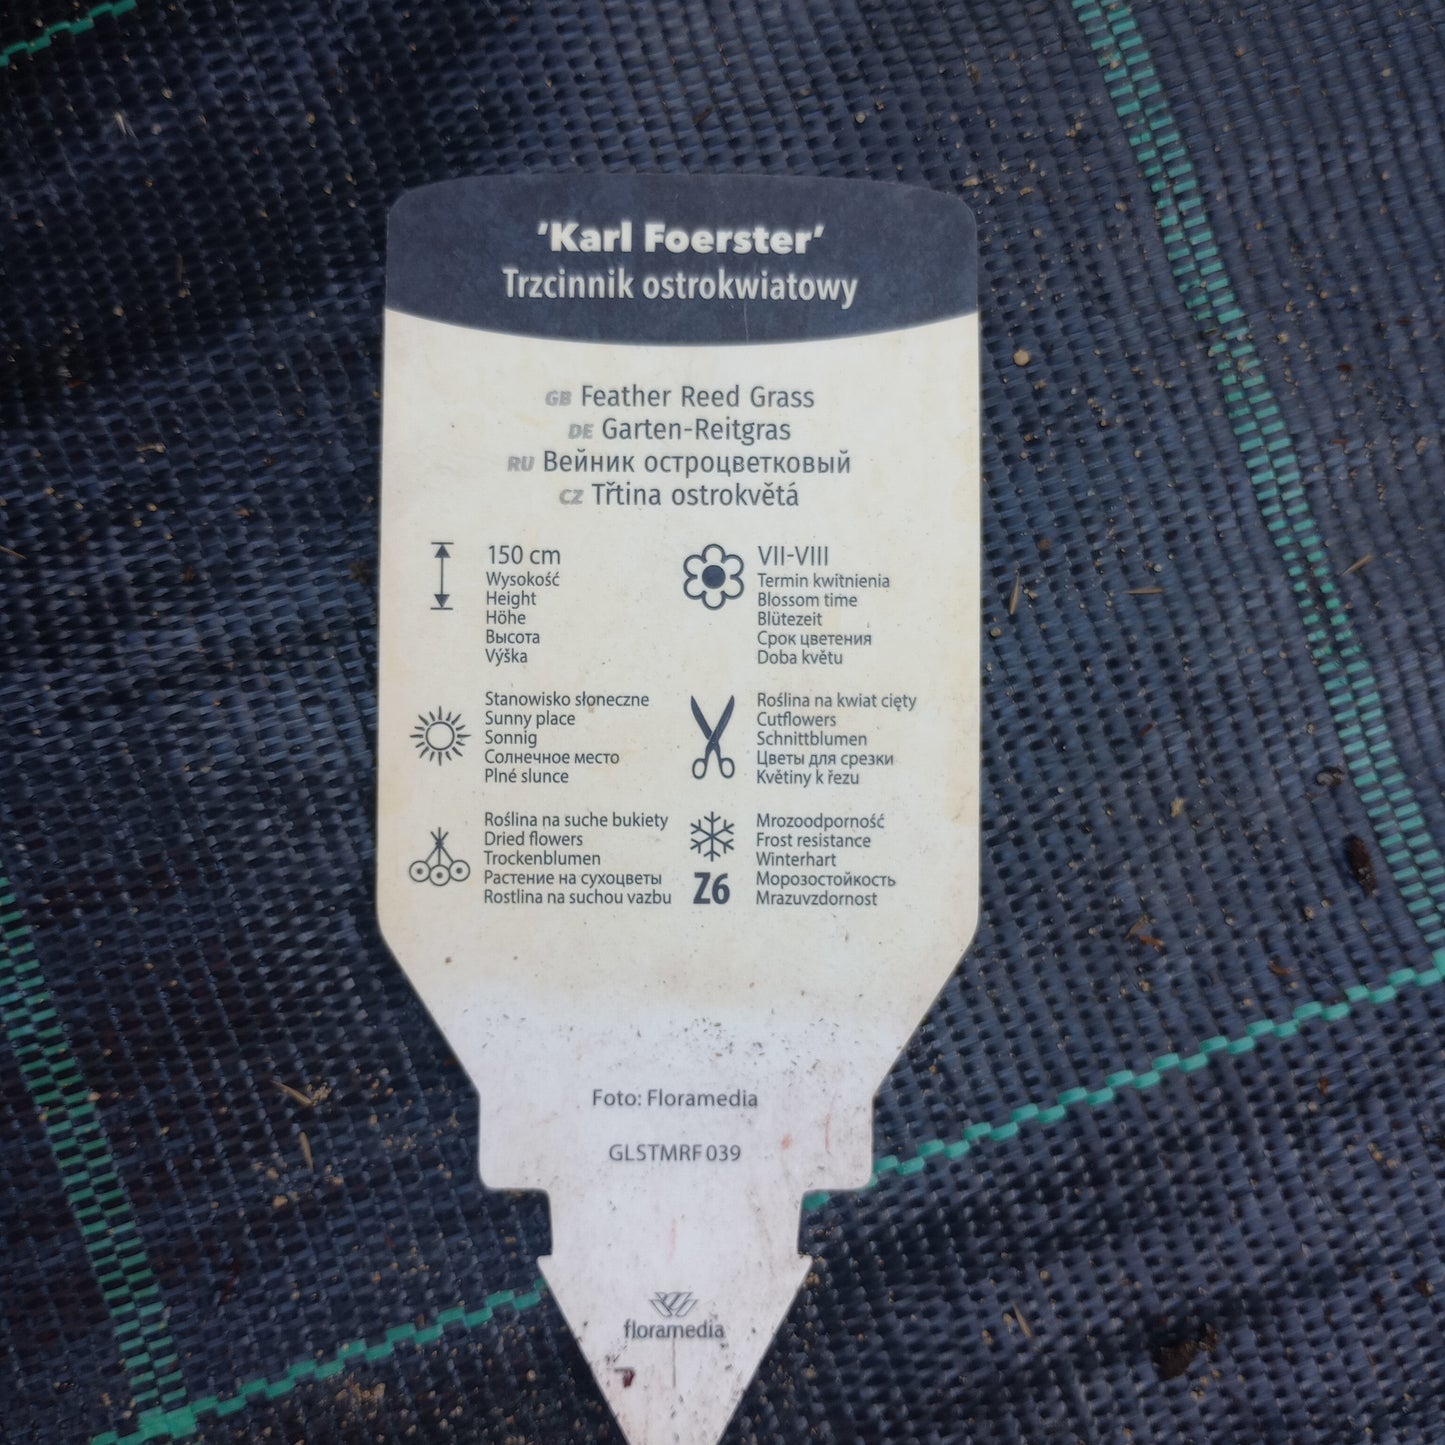 'Karl Foerster'
Trzcinnik ostrokwiatowy
GB Feather Reed Grass
DE Garten-Reitgras
RU Вейник остроцветковый
CZ Třtina ostrokvětá
150 cm
Wysokość
Height
Höhe
Высота
Výška
VII-VIII
Termin kwitnienia
Blossom time
Blütezeit
Срок цветения
Doba květu
Stanowisko słoneczne
Sunny place
Sonnig
Солнечное место
Plné slunce
Roślina na kwiat cięty
Cutflowers
Schnittblumen
Цветы для срезки
Květiny k řezu
Roślina na suche bukiety
Dried flowers
Trockenblumen
Растение на сухоцветы
Rostlina na suchou vazbu
Z6
Mrozoodporność
Frost resistance
Winterhart
Морозостойкость
Mrazuvzdornost
Foto: Floramedia
GLSTMRF039
floramedia